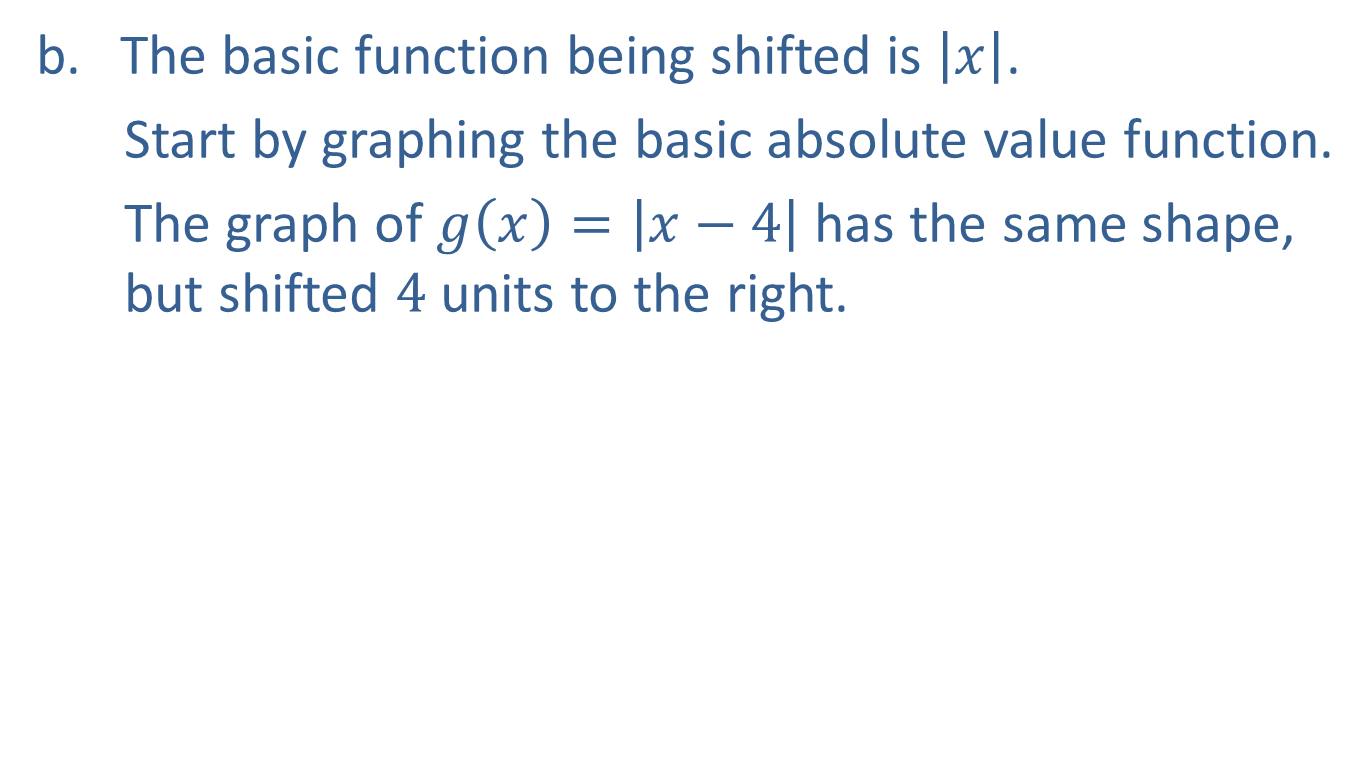 b. The basic function being shifted is |x|.
Start by graphing the basic absolute value function.
The graph of g(x) = |x − 4| has the same shape,
but shifted 4 units to the right.